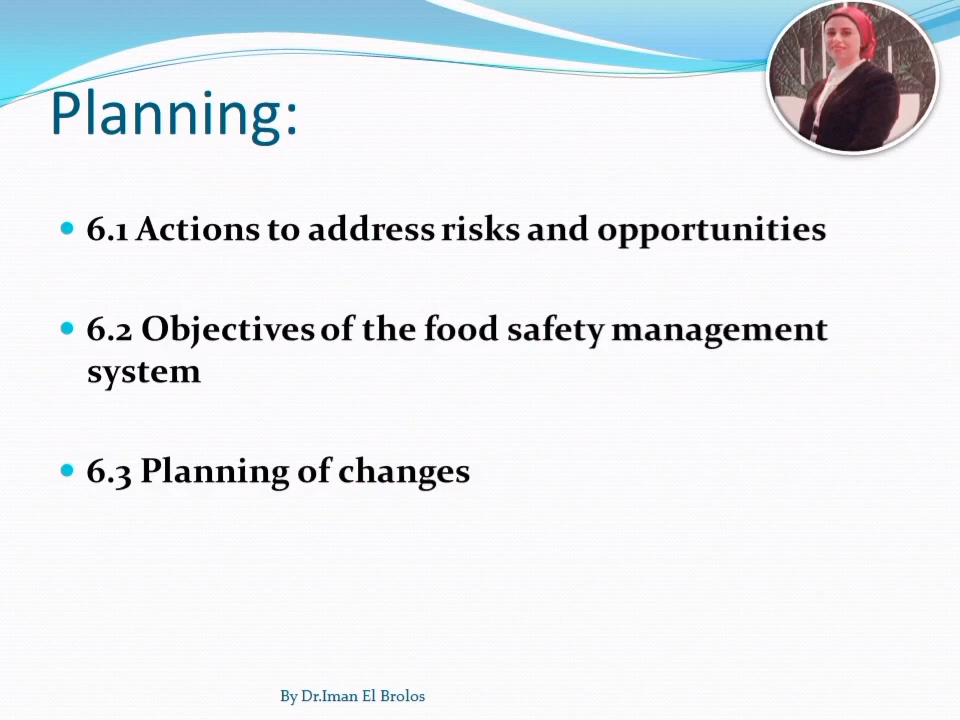 Planning:
6.1 Actions to address risks and opportunities
6.2 Objectives of the food safety management
system
6.3 Planning of changes
By Dr.Iman El Brolos